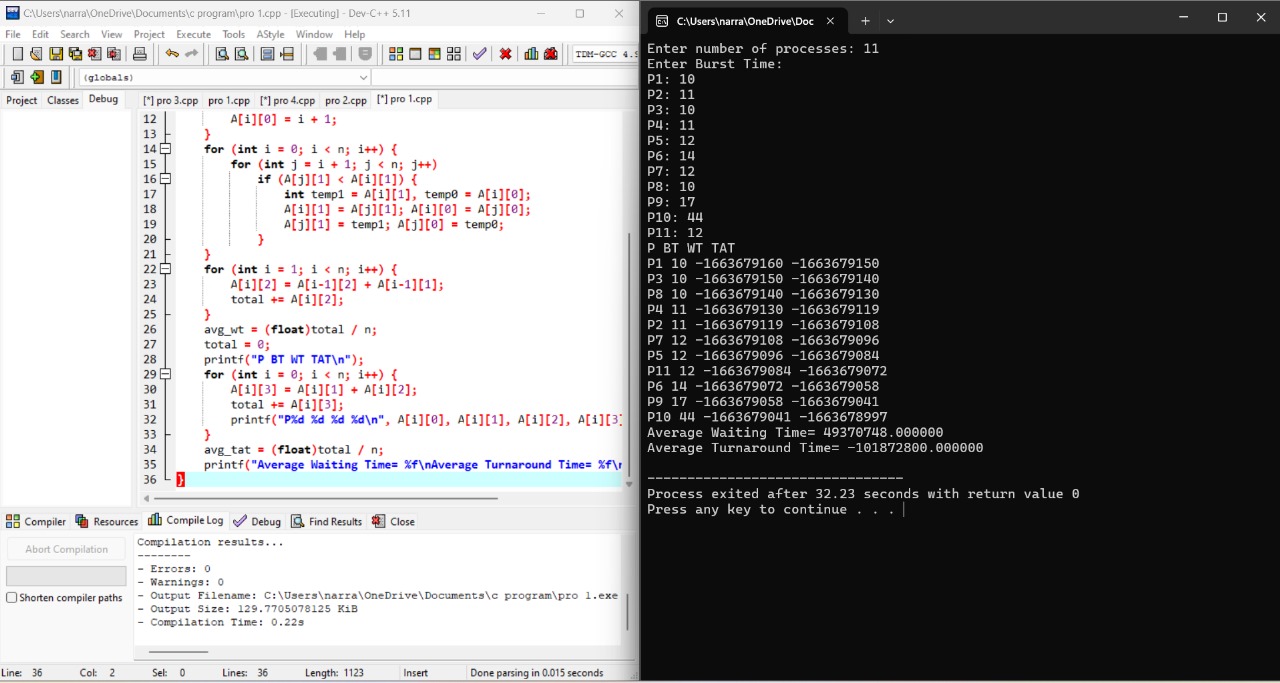 C:\Users\narra\OneDrive\Documents\c program\pro 1.cpp - [Executing] - Dev-C++ 5.11
File Edit Search View Project Execute Tools AStyle Window Help
TDM-GCC 4.9
(globals)
Project Classes Debug
[*] pro 3.cpp pro 1.cpp [*] pro 4.cpp pro 2.cpp [*] pro 1.cpp
12 A[i][0] = i + 1;
13 }
14 for (int i = 0; i < n; i++) {
15 for (int j = i + 1; j < n; j++)
16 if (A[j][1] < A[i][1]) {
17 int temp1 = A[i][1], temp0 = A[i][0];
18 A[i][1] = A[j][1]; A[i][0] = A[j][0];
19 A[j][1] = temp1; A[j][0] = temp0;
20 }
21 }
22 for (int i = 1; i < n; i++) {
23 A[i][2] = A[i-1][2] + A[i-1][1];
24 total += A[i][2];
25 }
26 avg_wt = (float)total / n;
27 total = 0;
28 printf("P BT WT TAT\n");
29 for (int i = 0; i < n; i++) {
30 A[i][3] = A[i][1] + A[i][2];
31 total += A[i][3];
32 printf("P%d %d %d %d\n", A[i][0], A[i][1], A[i][2], A[i][3]
33 }
34 avg_tat = (float)total / n;
35 printf("Average Waiting Time= %f\nAverage Turnaround Time= %f\
36 }
Compiler Resources Compile Log Debug Find Results Close
Abort Compilation
Shorten compiler paths
Compilation results...
--------
- Errors: 0
- Warnings: 0
- Output Filename: C:\Users\narra\OneDrive\Documents\c program\pro 1.exe
- Output Size: 129.7705078125 KiB
- Compilation Time: 0.22s
Line: 36 Col: 2 Sel: 0 Lines: 36 Length: 1123 Insert Done parsing in 0.015 seconds
C:\Users\narra\OneDrive\Doc
Enter number of processes: 11
Enter Burst Time:
P1: 10
P2: 11
P3: 10
P4: 11
P5: 12
P6: 14
P7: 12
P8: 10
P9: 17
P10: 44
P11: 12
P BT WT TAT
P1 10 -1663679160 -1663679150
P3 10 -1663679150 -1663679140
P8 10 -1663679140 -1663679130
P4 11 -1663679130 -1663679119
P2 11 -1663679119 -1663679108
P7 12 -1663679108 -1663679096
P5 12 -1663679096 -1663679084
P11 12 -1663679084 -1663679072
P6 14 -1663679072 -1663679058
P9 17 -1663679058 -1663679041
P10 44 -1663679041 -1663678997
Average Waiting Time= 49370748.000000
Average Turnaround Time= -101872800.000000
--------------------------------
Process exited after 32.23 seconds with return value 0
Press any key to continue . . .